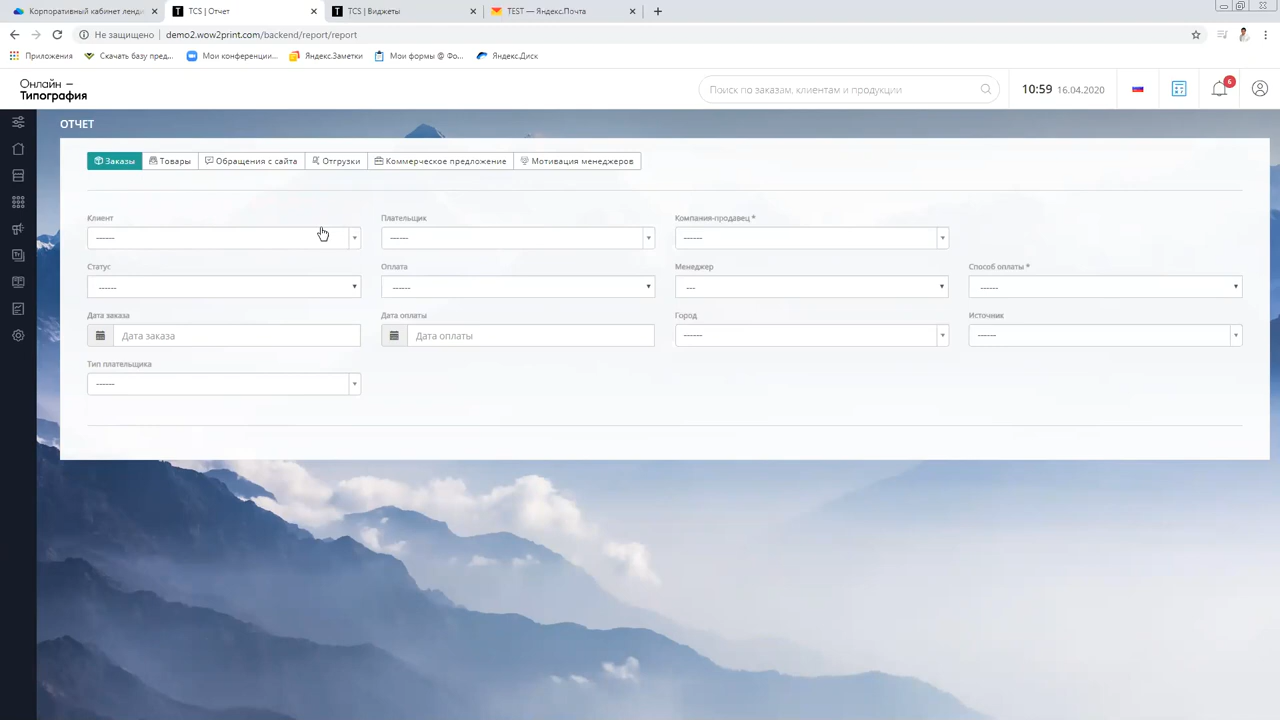 Корпоративный кабинет ленди
TCS | Отчет
TCS | Виджеты
TEST — Яндекс.Почта
Не защищено
demo2.wow2print.com/backend/report/report
Приложения
Скачать базу пред...
Мои конференции...
Яндекс.Заметки
Мои формы @ Фо...
Яндекс.Диск
Онлайн –
Типография
Поиск по заказам, клиентам и продукции
10:59 16.04.2020
6
ОТЧЕТ
Заказы
Товары
Обращения с сайта
Отгрузки
Коммерческое предложение
Мотивация менеджеров
Клиент
Плательщик
Компания-продавец *
------
------
------
Статус
Оплата
Менеджер
Способ оплаты *
------
------
---
------
Дата заказа
Дата оплаты
Город
Источник
Дата заказа
Дата оплаты
------
------
Тип плательщика
------